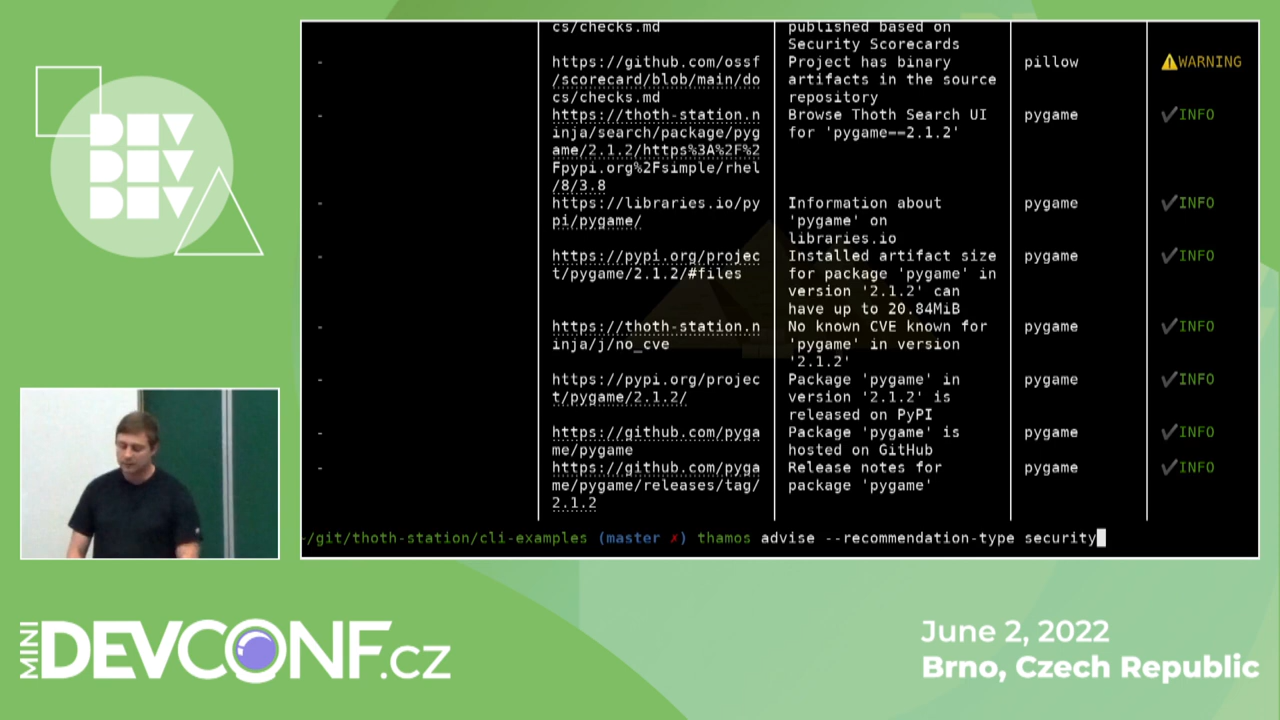 DEV
DEV
DEV
cs/checks.md published based on
Security Scorecards
- https://github.com/ossf Project has binary pillow ⚠WARNING
/scorecard/blob/main/do artifacts in the source
cs/checks.md repository
- https://thoth-station.n Browse Thoth Search UI pygame ✔INFO
inja/search/package/pyg for 'pygame==2.1.2'
ame/2.1.2/https%3A%2F%2
Fpypi.org%2Fsimple/rhel
/8/3.8
- https://libraries.io/py Information about pygame ✔INFO
pi/pygame/ 'pygame' on
libraries.io
- https://pypi.org/projec Installed artifact size pygame ✔INFO
t/pygame/2.1.2/#files for package 'pygame' in
version '2.1.2' can
have up to 20.84MiB
- https://thoth-station.n No known CVE known for pygame ✔INFO
inja/j/no_cve 'pygame' in version
'2.1.2'
- https://pypi.org/projec Package 'pygame' in pygame ✔INFO
t/pygame/2.1.2/ version '2.1.2' is
released on PyPI
- https://github.com/pyga Package 'pygame' is pygame ✔INFO
me/pygame hosted on GitHub
- https://github.com/pyga Release notes for pygame ✔INFO
me/pygame/releases/tag/ package 'pygame'
2.1.2
~/git/thoth-station/cli-examples (master ✗) thamos advise --recommendation-type security
MINI DEVCONF.cz
June 2, 2022
Brno, Czech Republic